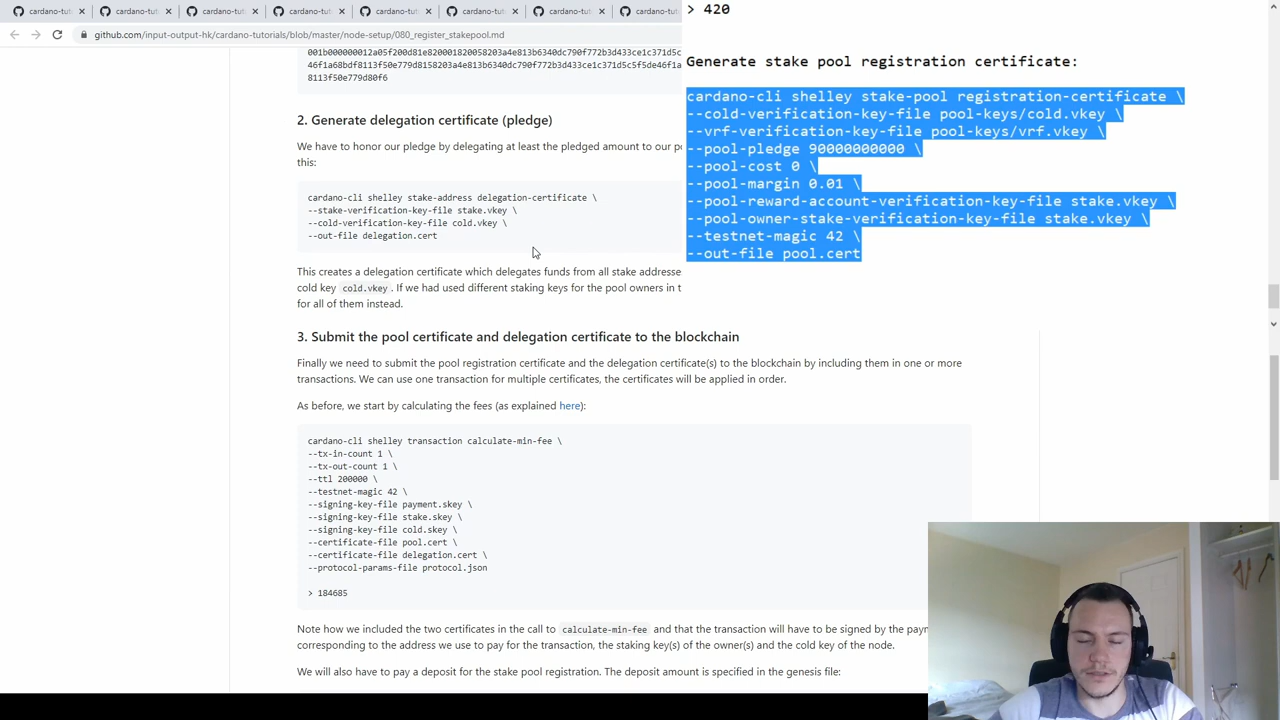 cardano-tut
cardano-tut
cardano-tut
cardano-tut
cardano-tut
cardano-tut
cardano-tut
cardano-tut
github.com/input-output-hk/cardano-tutorials/blob/master/node-setup/080_register_stakepool.md
001b000000012a05f200d81e820001820058203a4e813b6340dc790f772b3d433ce1c371d5c
46f1a68bdf8113f50e779d8158203a4e813b6340dc790f772b3d433ce1c371d5c5f5de46f1a
8113f50e779d80f6
2. Generate delegation certificate (pledge)
We have to honor our pledge by delegating at least the pledged amount to our po
this:
cardano-cli shelley stake-address delegation-certificate \
--stake-verification-key-file stake.vkey \
--cold-verification-key-file cold.vkey \
--out-file delegation.cert
This creates a delegation certificate which delegates funds from all stake addresse
cold key cold.vkey . If we had used different staking keys for the pool owners in t
for all of them instead.
3. Submit the pool certificate and delegation certificate to the blockchain
Finally we need to submit the pool registration certificate and the delegation certificate(s) to the blockchain by including them in one or more
transactions. We can use one transaction for multiple certificates, the certificates will be applied in order.
As before, we start by calculating the fees (as explained here):
cardano-cli shelley transaction calculate-min-fee \
--tx-in-count 1 \
--tx-out-count 1 \
--ttl 200000 \
--testnet-magic 42 \
--signing-key-file payment.skey \
--signing-key-file stake.skey \
--signing-key-file cold.skey \
--certificate-file pool.cert \
--certificate-file delegation.cert \
--protocol-params-file protocol.json
> 184685
Note how we included the two certificates in the call to calculate-min-fee and that the transaction will have to be signed by the paym
corresponding to the address we use to pay for the transaction, the staking key(s) of the owner(s) and the cold key of the node.
We will also have to pay a deposit for the stake pool registration. The deposit amount is specified in the genesis file:
> 420
Generate stake pool registration certificate:
cardano-cli shelley stake-pool registration-certificate \
--cold-verification-key-file pool-keys/cold.vkey \
--vrf-verification-key-file pool-keys/vrf.vkey \
--pool-pledge 90000000000 \
--pool-cost 0 \
--pool-margin 0.01 \
--pool-reward-account-verification-key-file stake.vkey \
--pool-owner-stake-verification-key-file stake.vkey \
--testnet-magic 42 \
--out-file pool.cert